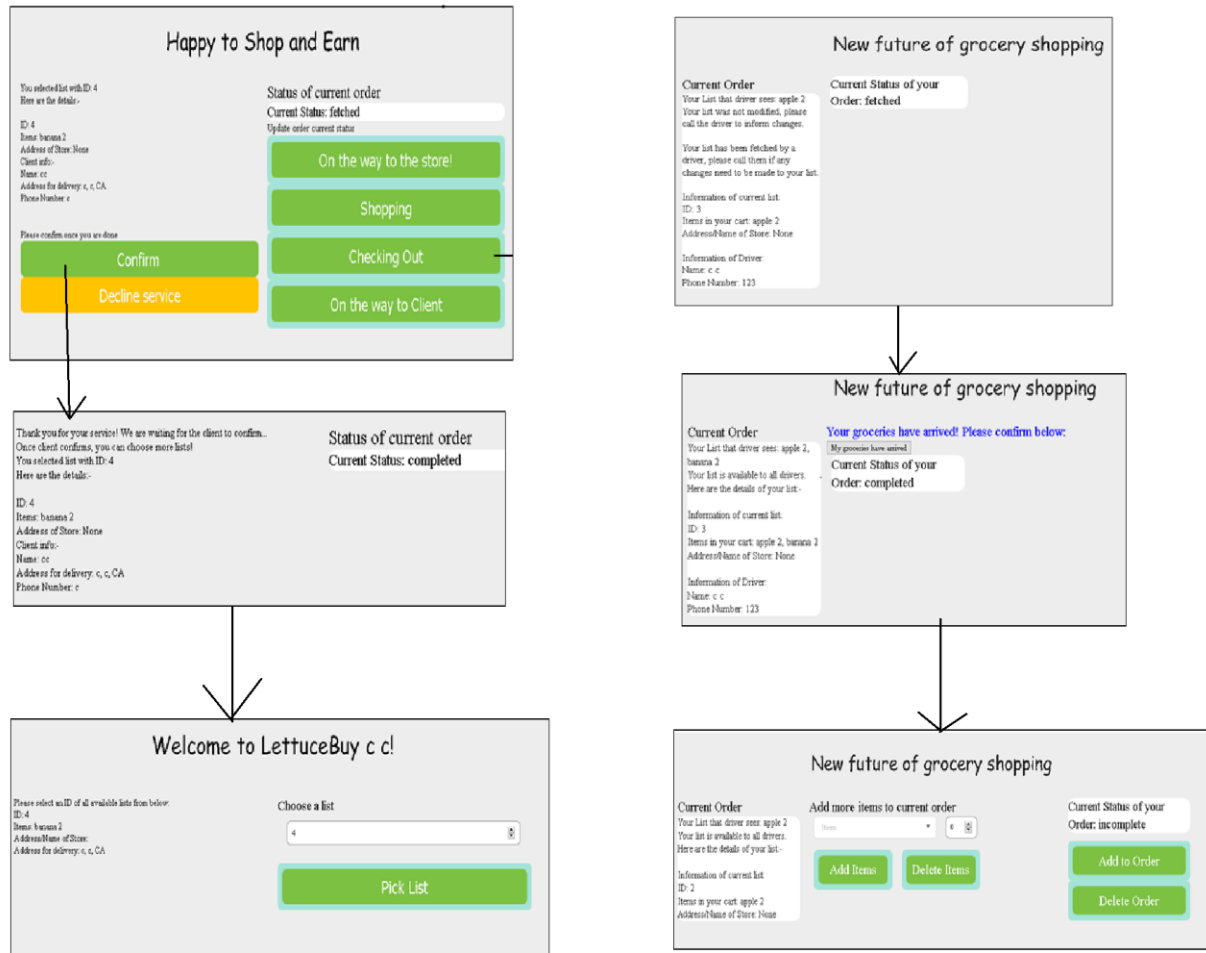 Happy to Shop and Earn
You selected list with ID: 4
Here are the details:-
ID: 4
Items: banana 2
Address of Store: None
Client info:-
Name: cc
Address for delivery: c, c, CA
Phone Number: c
Please confirm once you are done
Confirm
Decline service
Status of current order
Current Status: fetched
Update order current status
On the way to the store!
Shopping
Checking Out
On the way to Client
Thank you for your service! We are waiting for the client to confirm...
Once client confirms, you can choose more lists!
You selected list with ID: 4
Here are the details:-
ID: 4
Items: banana 2
Address of Store: None
Client info:-
Name: cc
Address for delivery: c, c, CA
Phone Number: c
Status of current order
Current Status: completed
Welcome to LettuceBuy c c!
Please select an ID of all available lists from below:
ID: 4
Items: banana 2
Address/Name of Store:
Address for delivery: c, c, CA
Choose a list
4
Pick List
New future of grocery shopping
Current Order
Your List that driver sees: apple 2
Your list was not modified, please
call the driver to inform changes.
Your list has been fetched by a
driver, please call them if any
changes need to be made to your list.
Information of current list:
ID: 3
Items in your cart: apple 2
Address/Name of Store: None
Information of Driver:
Name: c c
Phone Number: 123
Current Status of your
Order: fetched
New future of grocery shopping
Current Order
Your List that driver sees: apple 2,
banana 2
Your list is available to all drivers.
Here are the details of your list:-
Information of current list:
ID: 3
Items in your cart: apple 2, banana 2
Address/Name of Store: None
Information of Driver:
Name: c c
Phone Number: 123
Your groceries have arrived! Please confirm below:
My groceries have arrived
Current Status of your
Order: completed
New future of grocery shopping
Current Order
Your List that driver sees: apple 2
Your list is available to all drivers.
Here are the details of your list:-
Information of current list:
ID: 2
Items in your cart: apple 2
Address/Name of Store: None
Add more items to current order
Item
0
Add Items
Delete Items
Current Status of your
Order: incomplete
Add to Order
Delete Order